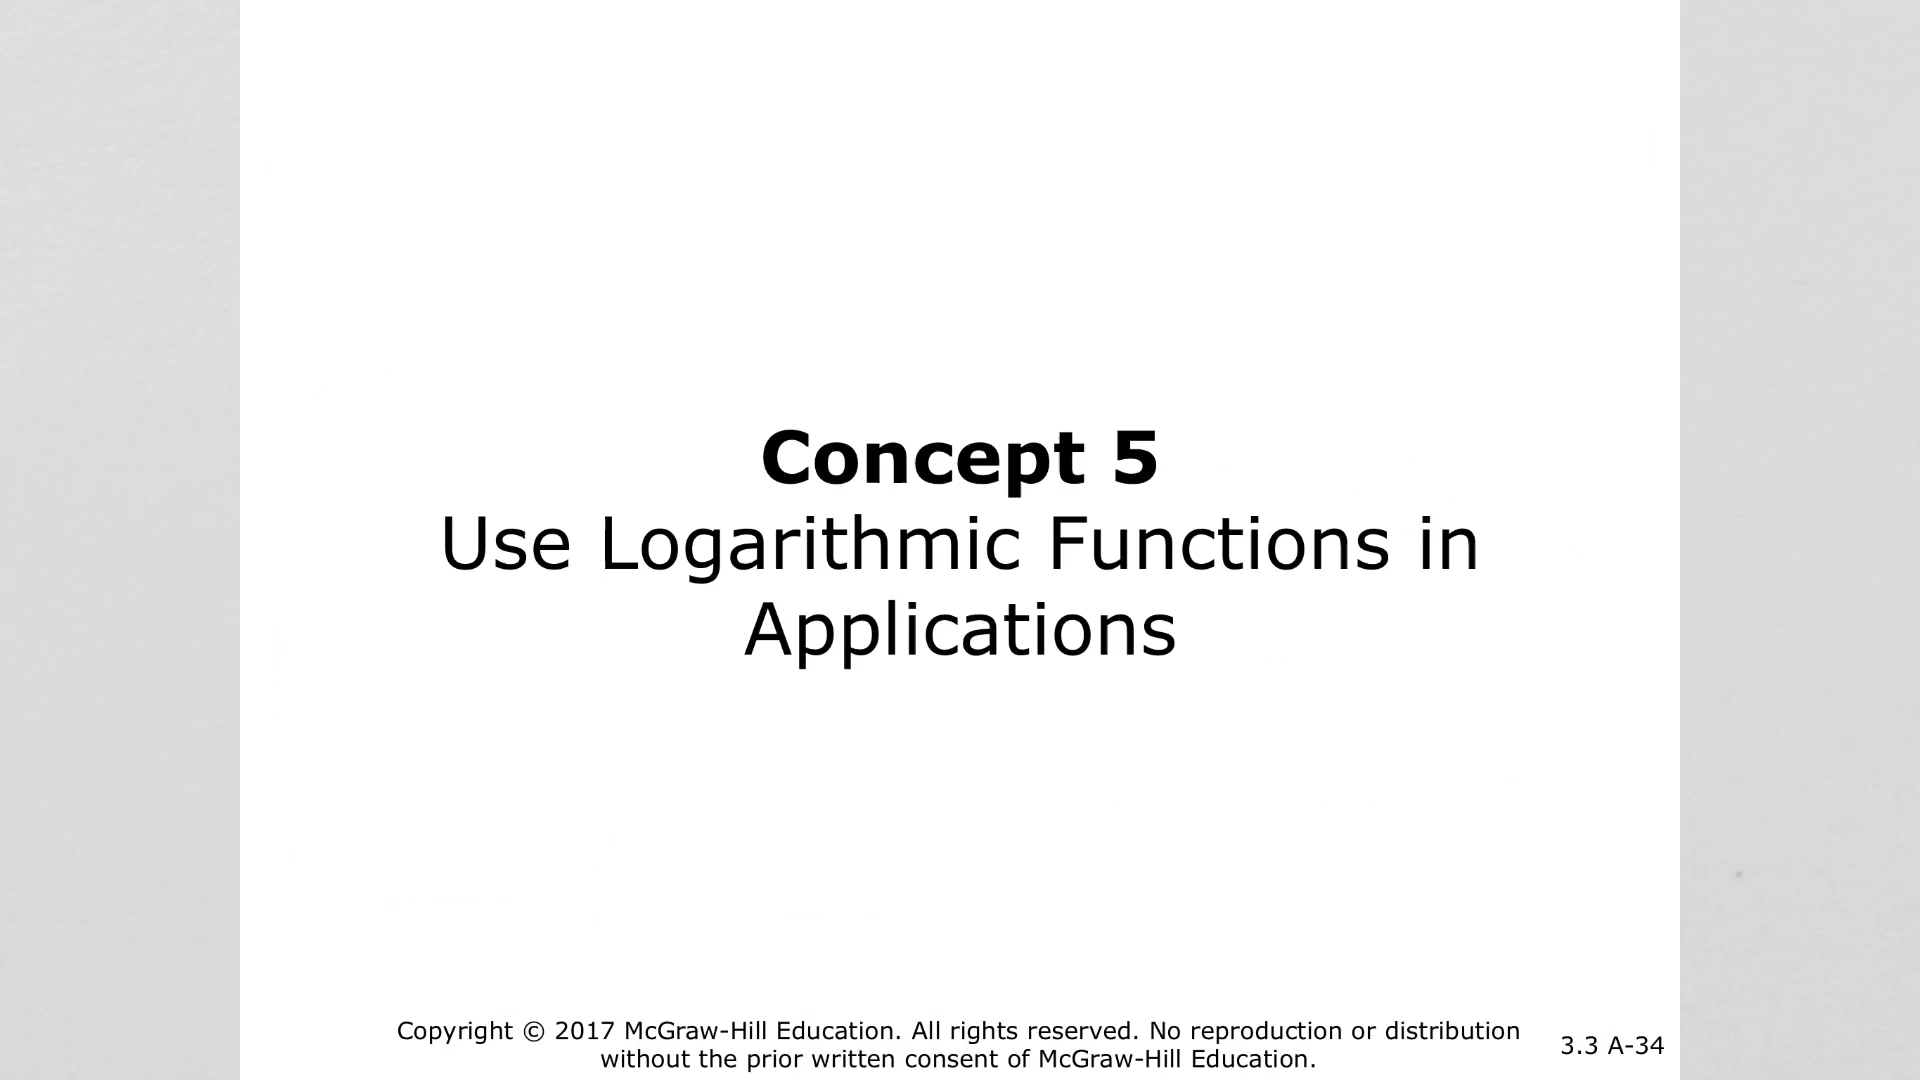 Concept 5
Use Logarithmic Functions in
Applications
Copyright © 2017 McGraw-Hill Education. All rights reserved. No reproduction or distribution
without the prior written consent of McGraw-Hill Education.
3.3 A-34